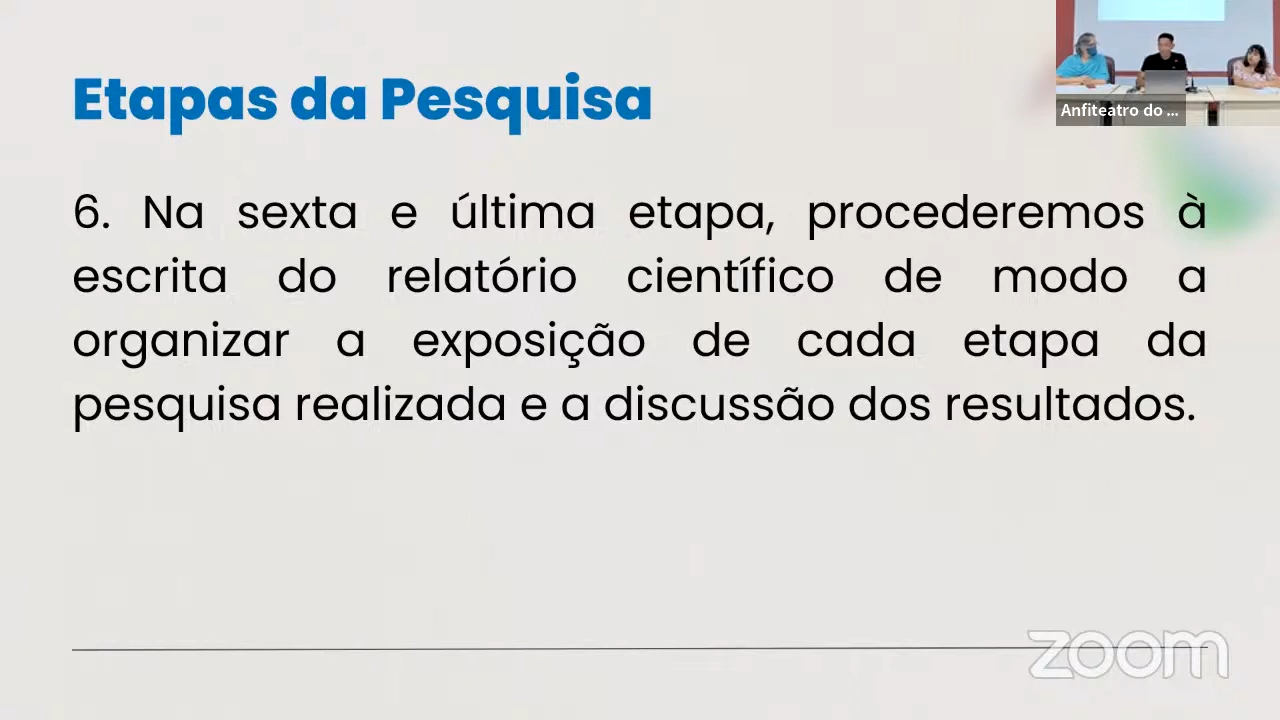 Etapas da Pesquisa
Anfiteatro do ...
6. Na sexta e última etapa, procederemos à
escrita do relatório científico de modo a
organizar a exposição de cada etapa da
pesquisa realizada e a discussão dos resultados.
zoom